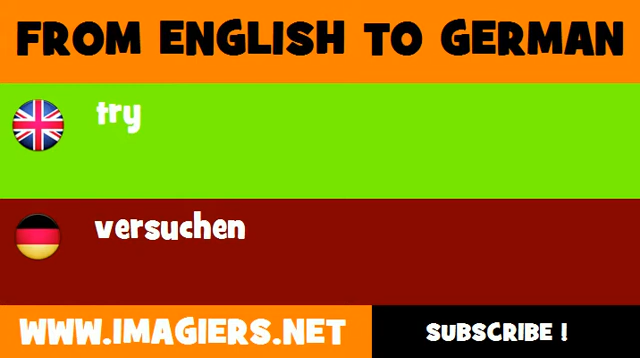 FROM ENGLISH TO GERMAN
try
versuchen
WWW.IMAGIERS.NET
SUBSCRIBE !